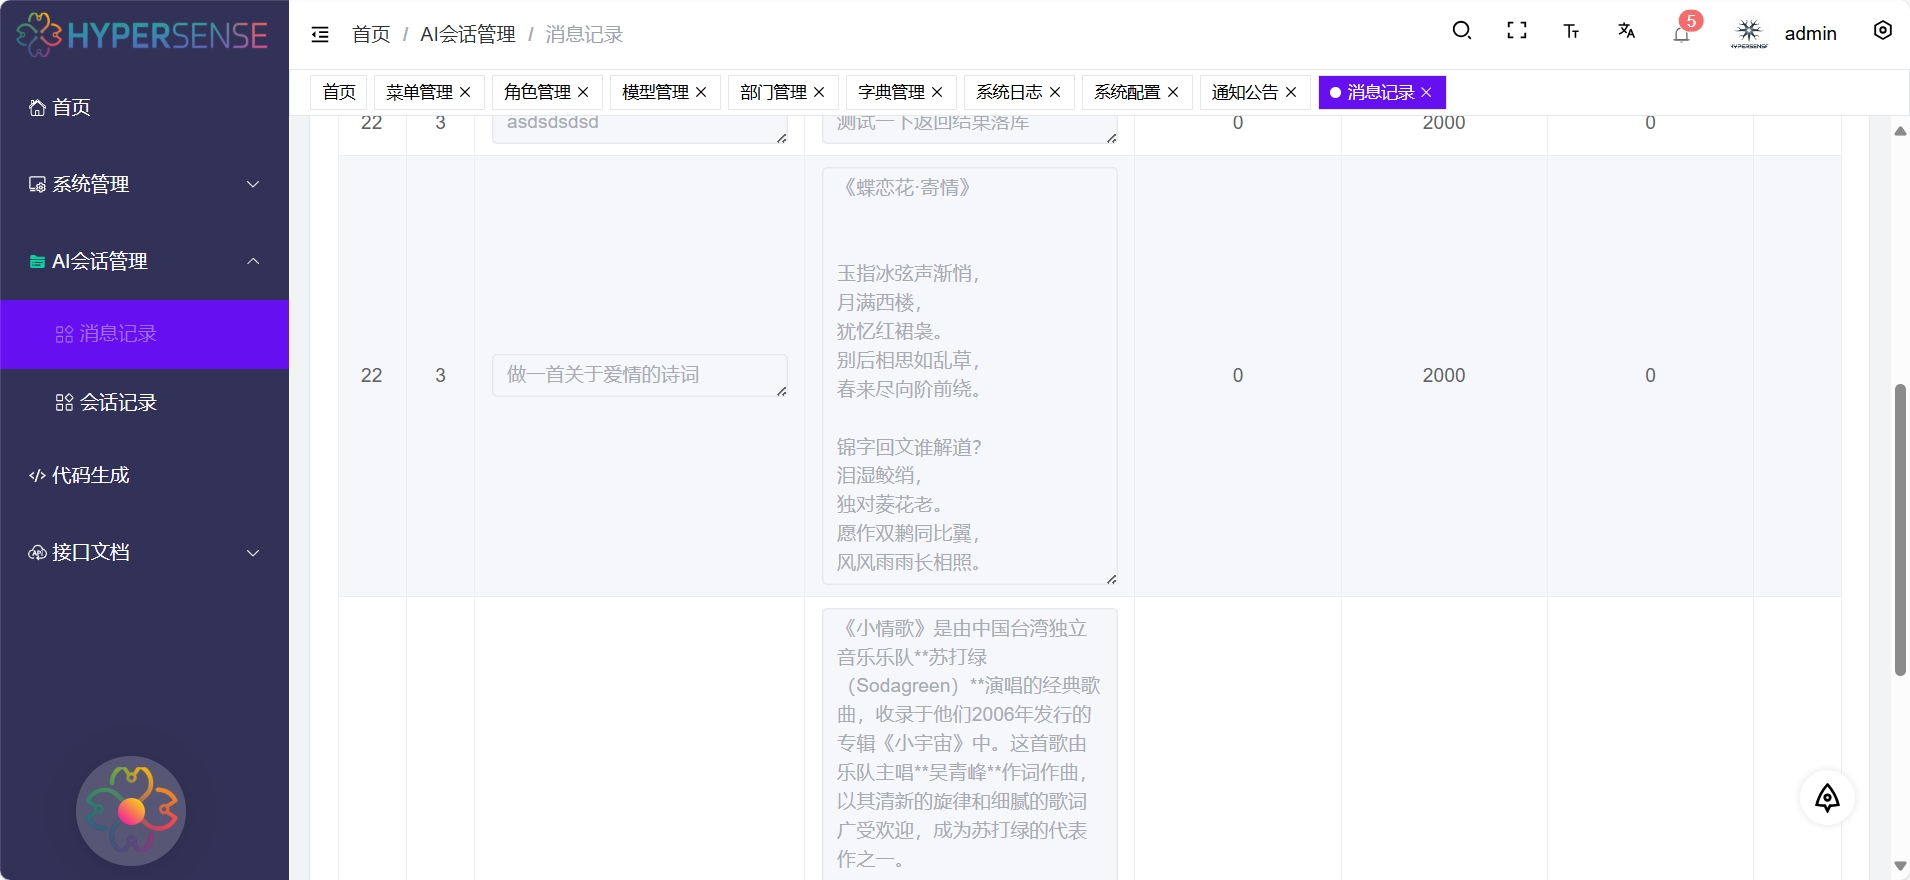 HYPERSENSE
首页 / AI会话管理 / 消息记录
5
HYPERSENSE
admin
首页
菜单管理
角色管理
模型管理
部门管理
字典管理
系统日志
系统配置
通知公告
消息记录
首页
系统管理
AI会话管理
消息记录
会话记录
代码生成
接口文档
22
3
asdsdsdsd
测试一下返回结果落库
0
2000
0
22
3
做一首关于爱情的诗词
《蝶恋花·寄情》
玉指冰弦声渐悄，
月满西楼，
犹忆红裙袅。
别后相思如乱草，
春来尽向阶前绕。
锦字回文谁解道？
泪湿鲛绡，
独对菱花老。
愿作双鹣同比翼，
风风雨雨长相照。
0
2000
0
《小情歌》是由中国台湾独立
音乐乐队**苏打绿
（Sodagreen）**演唱的经典歌
曲，收录于他们2006年发行的
专辑《小宇宙》中。这首歌由
乐队主唱**吴青峰**作词作曲，
以其清新的旋律和细腻的歌词
广受欢迎，成为苏打绿的代表
作之一。